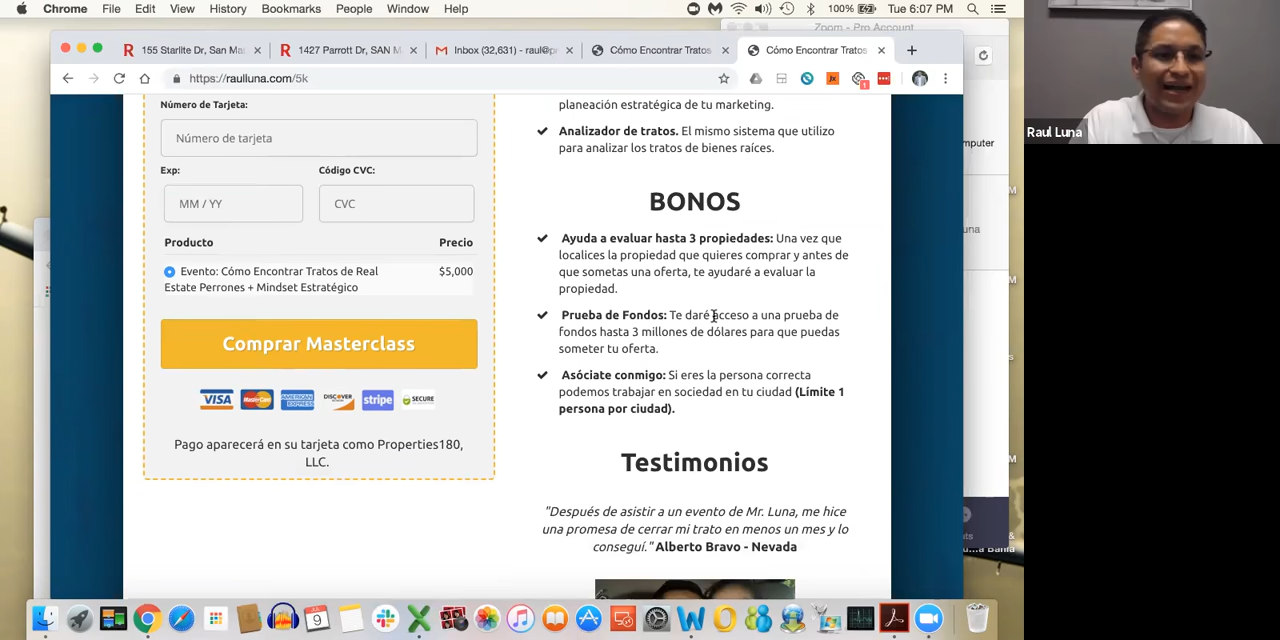 Chrome File Edit View History Bookmarks People Window Help
100% Tue 6:07 PM
Zoom - Pro Account
155 Starlite Dr, San Ma
1427 Parrott Dr, SAN M
Inbox (32,631) - raul@p
Cómo Encontrar Tratos
Cómo Encontrar Tratos
https://raulluna.com/5k
Raul Luna
mputer
Número de Tarjeta:
Número de tarjeta
Exp:
Código CVC:
MM / YY
CVC
Producto
Precio
Evento: Cómo Encontrar Tratos de Real
$5,000
Estate Perrones + Mindset Estratégico
Comprar Masterclass
VISA MasterCard DISCOVER stripe SECURE
Pago aparecerá en su tarjeta como Properties180,
LLC.
planeación estratégica de tu marketing.
Analizador de tratos. El mismo sistema que utilizo
para analizar los tratos de bienes raíces.
BONOS
Ayuda a evaluar hasta 3 propiedades: Una vez que
localices la propiedad que quieres comprar y antes de
que sometas una oferta, te ayudaré a evaluar la
propiedad.
Prueba de Fondos: Te daré acceso a una prueba de
fondos hasta 3 millones de dólares para que puedas
someter tu oferta.
Asóciate conmigo: Si eres la persona correcta
podemos trabajar en sociedad en tu ciudad (Límite 1
persona por ciudad).
Testimonios
"Después de asistir a un evento de Mr. Luna, me hice
una promesa de cerrar mi trato en menos un mes y lo
conseguí." Alberto Bravo - Nevada
una
9